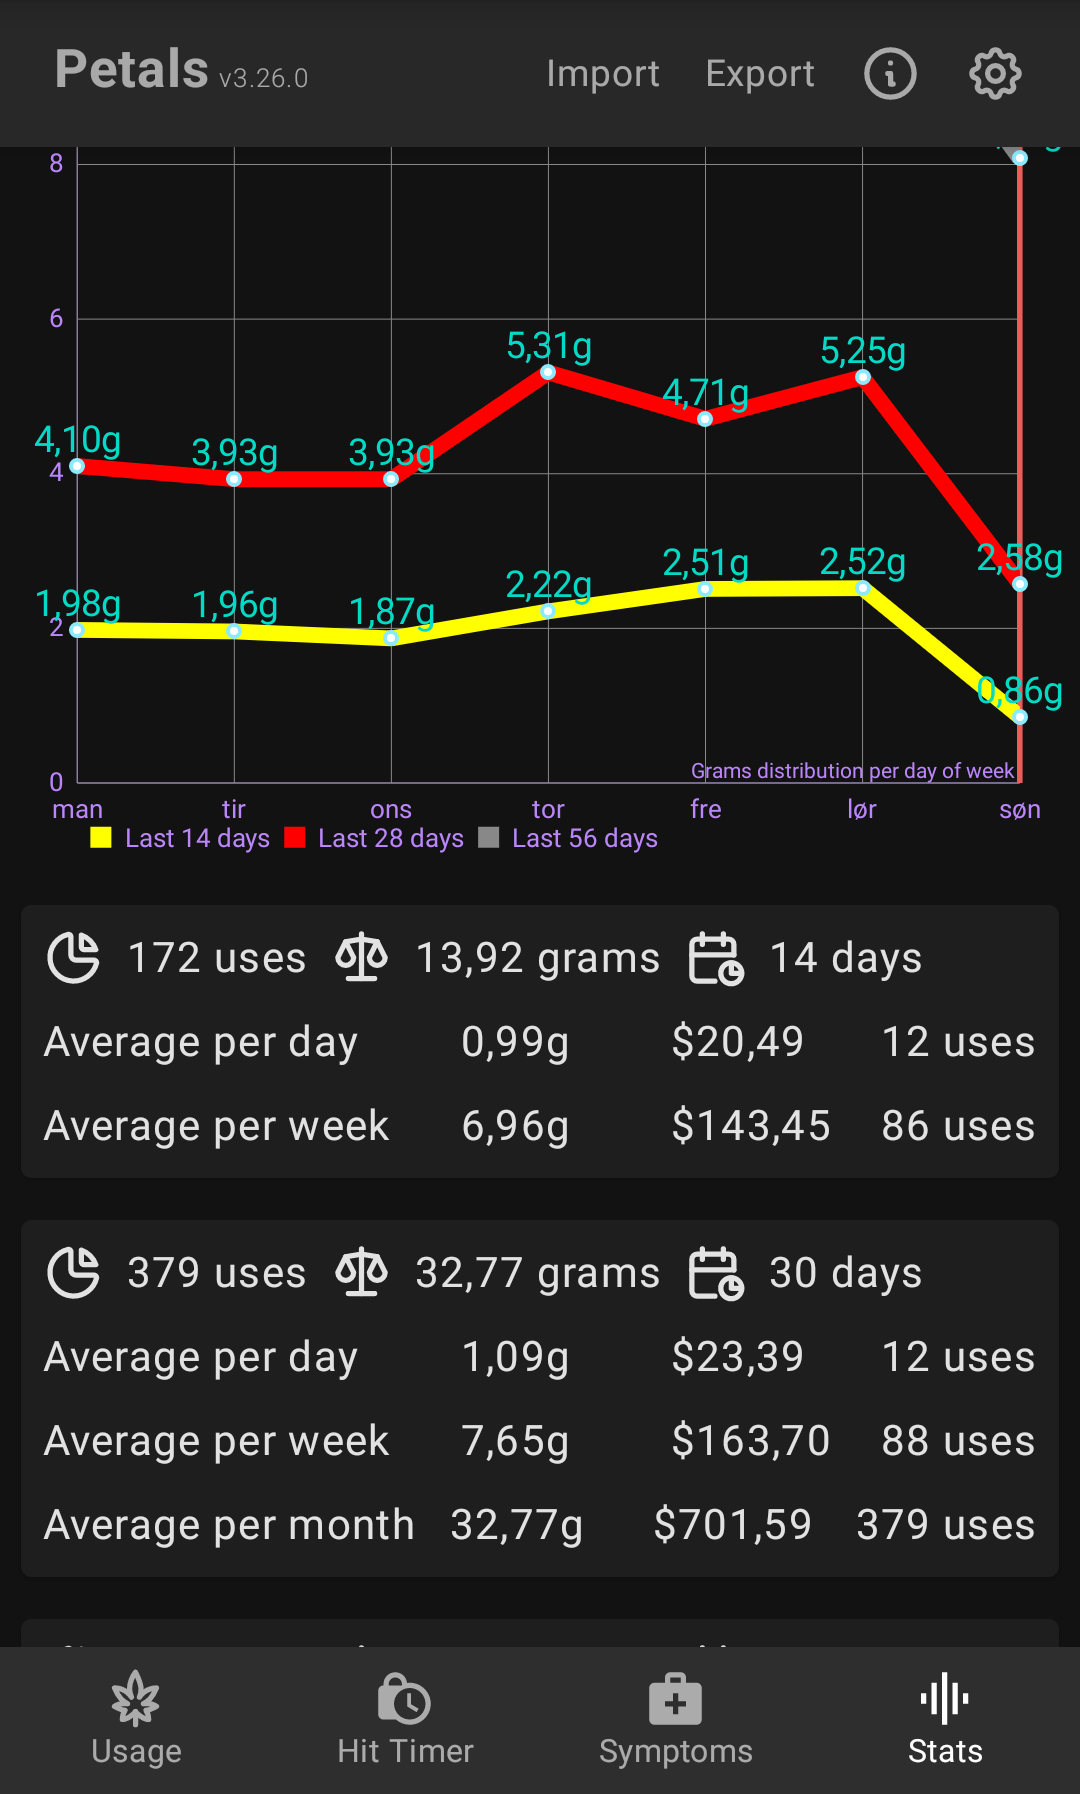 Petals v3.26.0 Import Export
8
6
5,31g 5,25g
4,71g
4,10g 3,93g 3,93g
4
2,58g
2,51g 2,52g
2,22g
1,98g 1,96g 1,87g
2
0,86g
Grams distribution per day of week
0
man tir ons tor fre lør søn
Last 14 days Last 28 days Last 56 days
172 uses 13,92 grams 14 days
Average per day 0,99g $20,49 12 uses
Average per week 6,96g $143,45 86 uses
379 uses 32,77 grams 30 days
Average per day 1,09g $23,39 12 uses
Average per week 7,65g $163,70 88 uses
Average per month 32,77g $701,59 379 uses
Usage Hit Timer Symptoms Stats